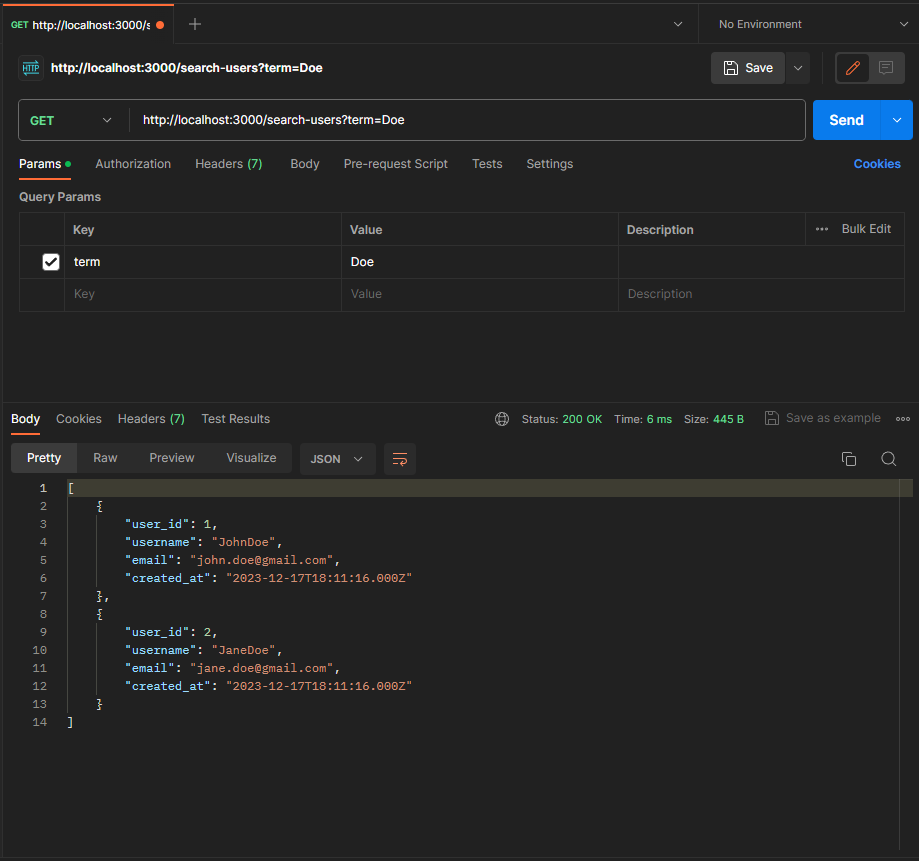 GET http://localhost:3000/s
No Environment
HTTP http://localhost:3000/search-users?term=Doe
Save
GET http://localhost:3000/search-users?term=Doe
Send
Params Authorization Headers (7) Body Pre-request Script Tests Settings Cookies
Query Params
Key Value Description ••• Bulk Edit
term Doe
Key Value Description
Body Cookies Headers (7) Test Results Status: 200 OK Time: 6 ms Size: 445 B Save as example
Pretty Raw Preview Visualize JSON
1 [
2 {
3 "user_id": 1,
4 "username": "JohnDoe",
5 "email": "john.doe@gmail.com",
6 "created_at": "2023-12-17T18:11:16.000Z"
7 },
8 {
9 "user_id": 2,
10 "username": "JaneDoe",
11 "email": "jane.doe@gmail.com",
12 "created_at": "2023-12-17T18:11:16.000Z"
13 }
14 ]